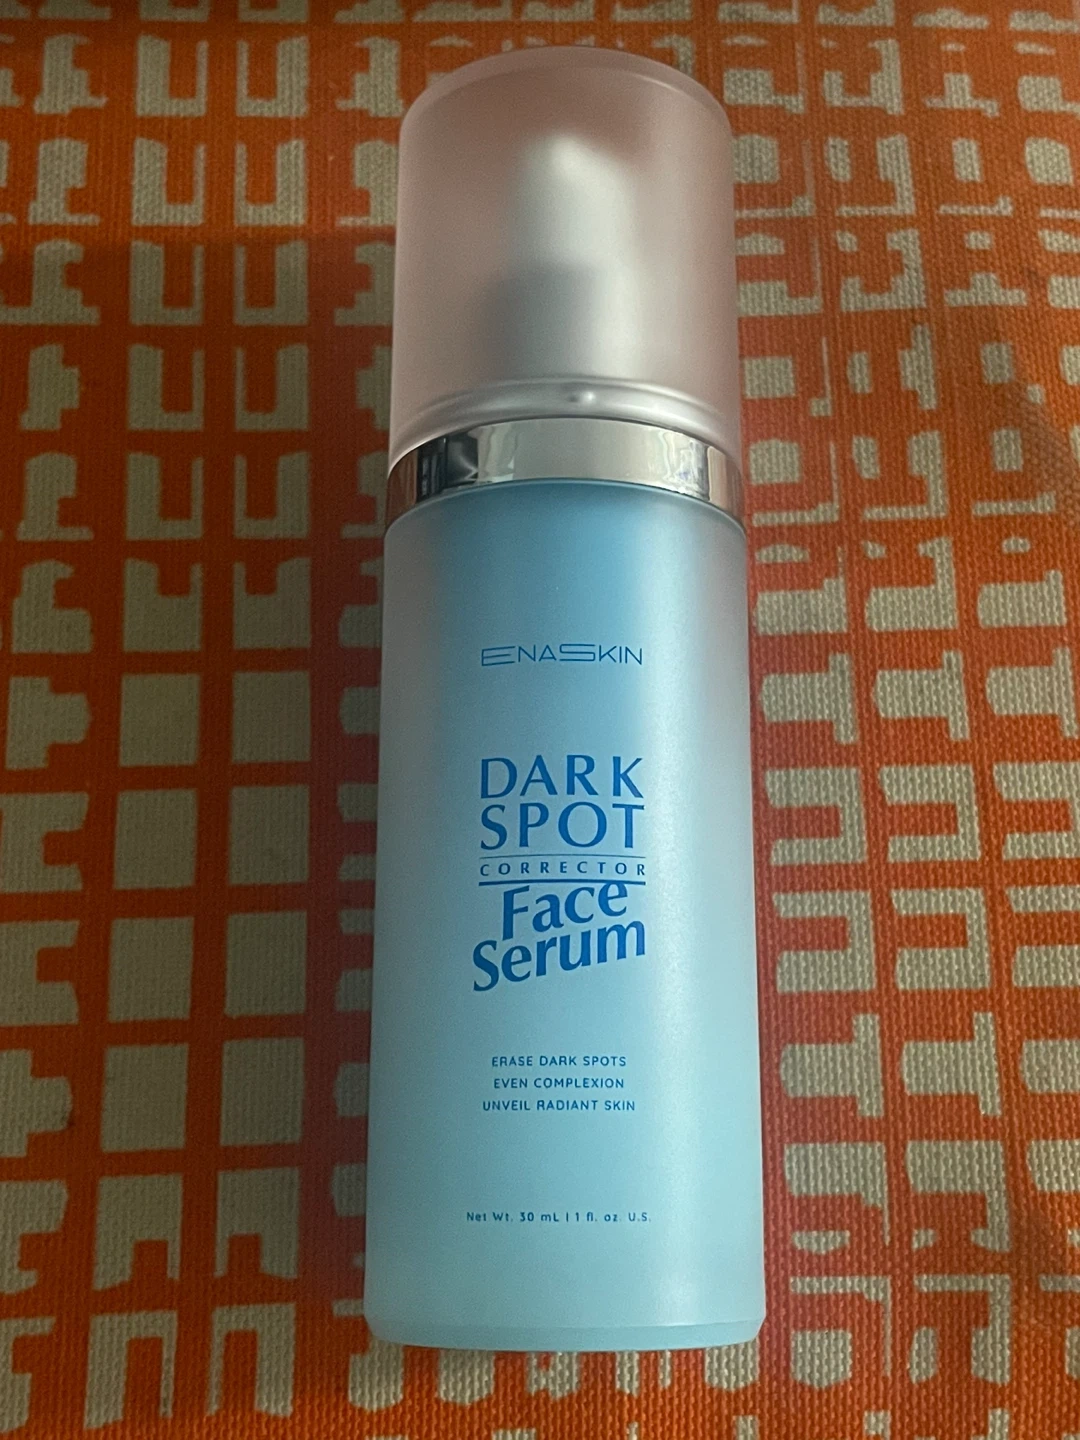 ENASKIN
DARK
SPOT
CORRECTOR
Face
Serum
ERASE DARK SPOTS
EVEN COMPLEXION
UNVEIL RADIANT SKIN
Net Wt. 30 mL | 1 fl. oz. U.S.